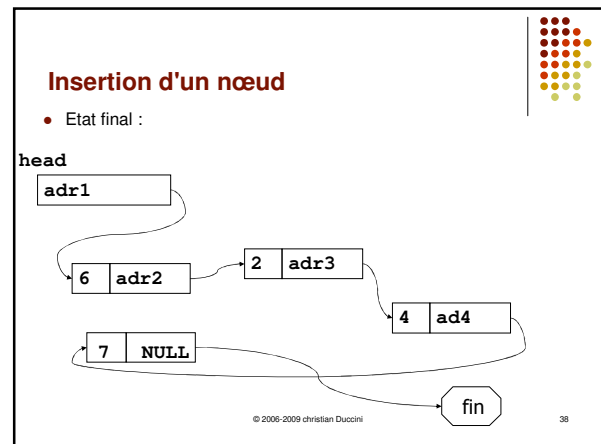 Insertion d'un nœud
• Etat final :
head
adr1
6 adr2
2 adr3
4 ad4
7 NULL
fin
© 2006-2009 christian Duccini
38